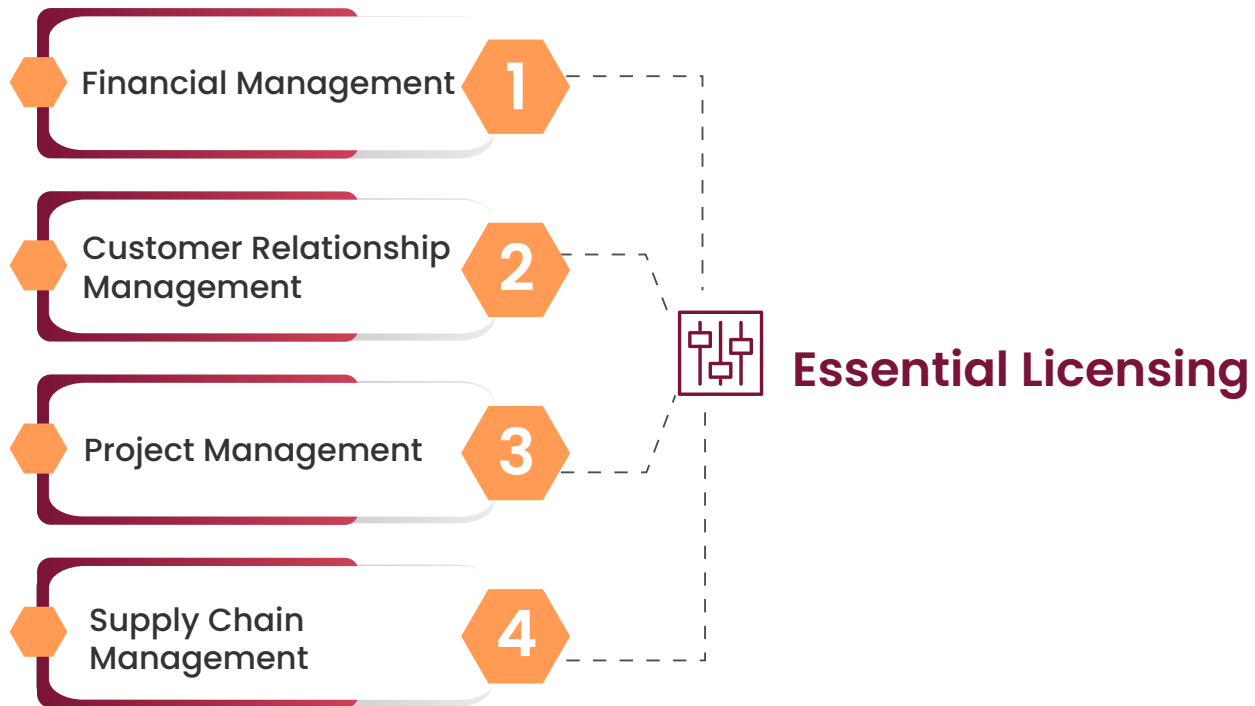 Financial Management
1
Customer Relationship
Management
2
Project Management
3
Supply Chain
Management
4
Essential Licensing